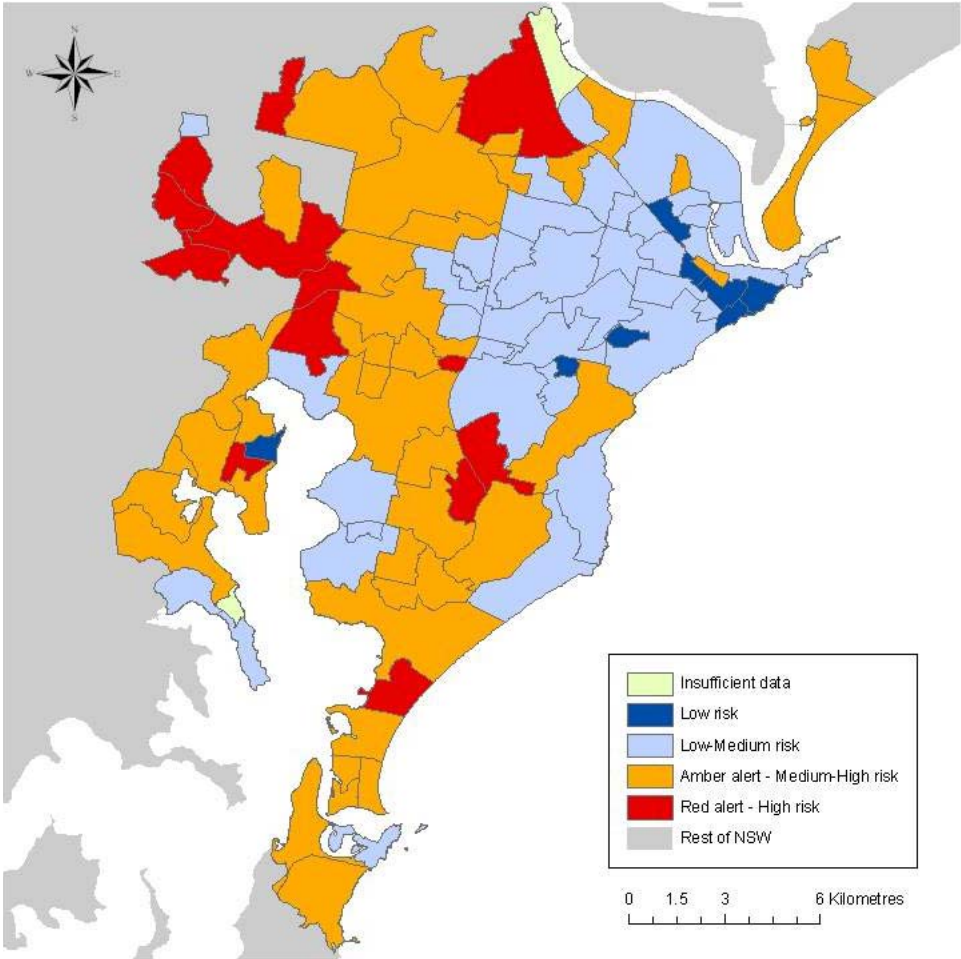 N
W E
S
Insufficient data
Low risk
Low-Medium risk
Amber alert - Medium-High risk
Red alert - High risk
Rest of NSW
0 1.5 3 6 Kilometres